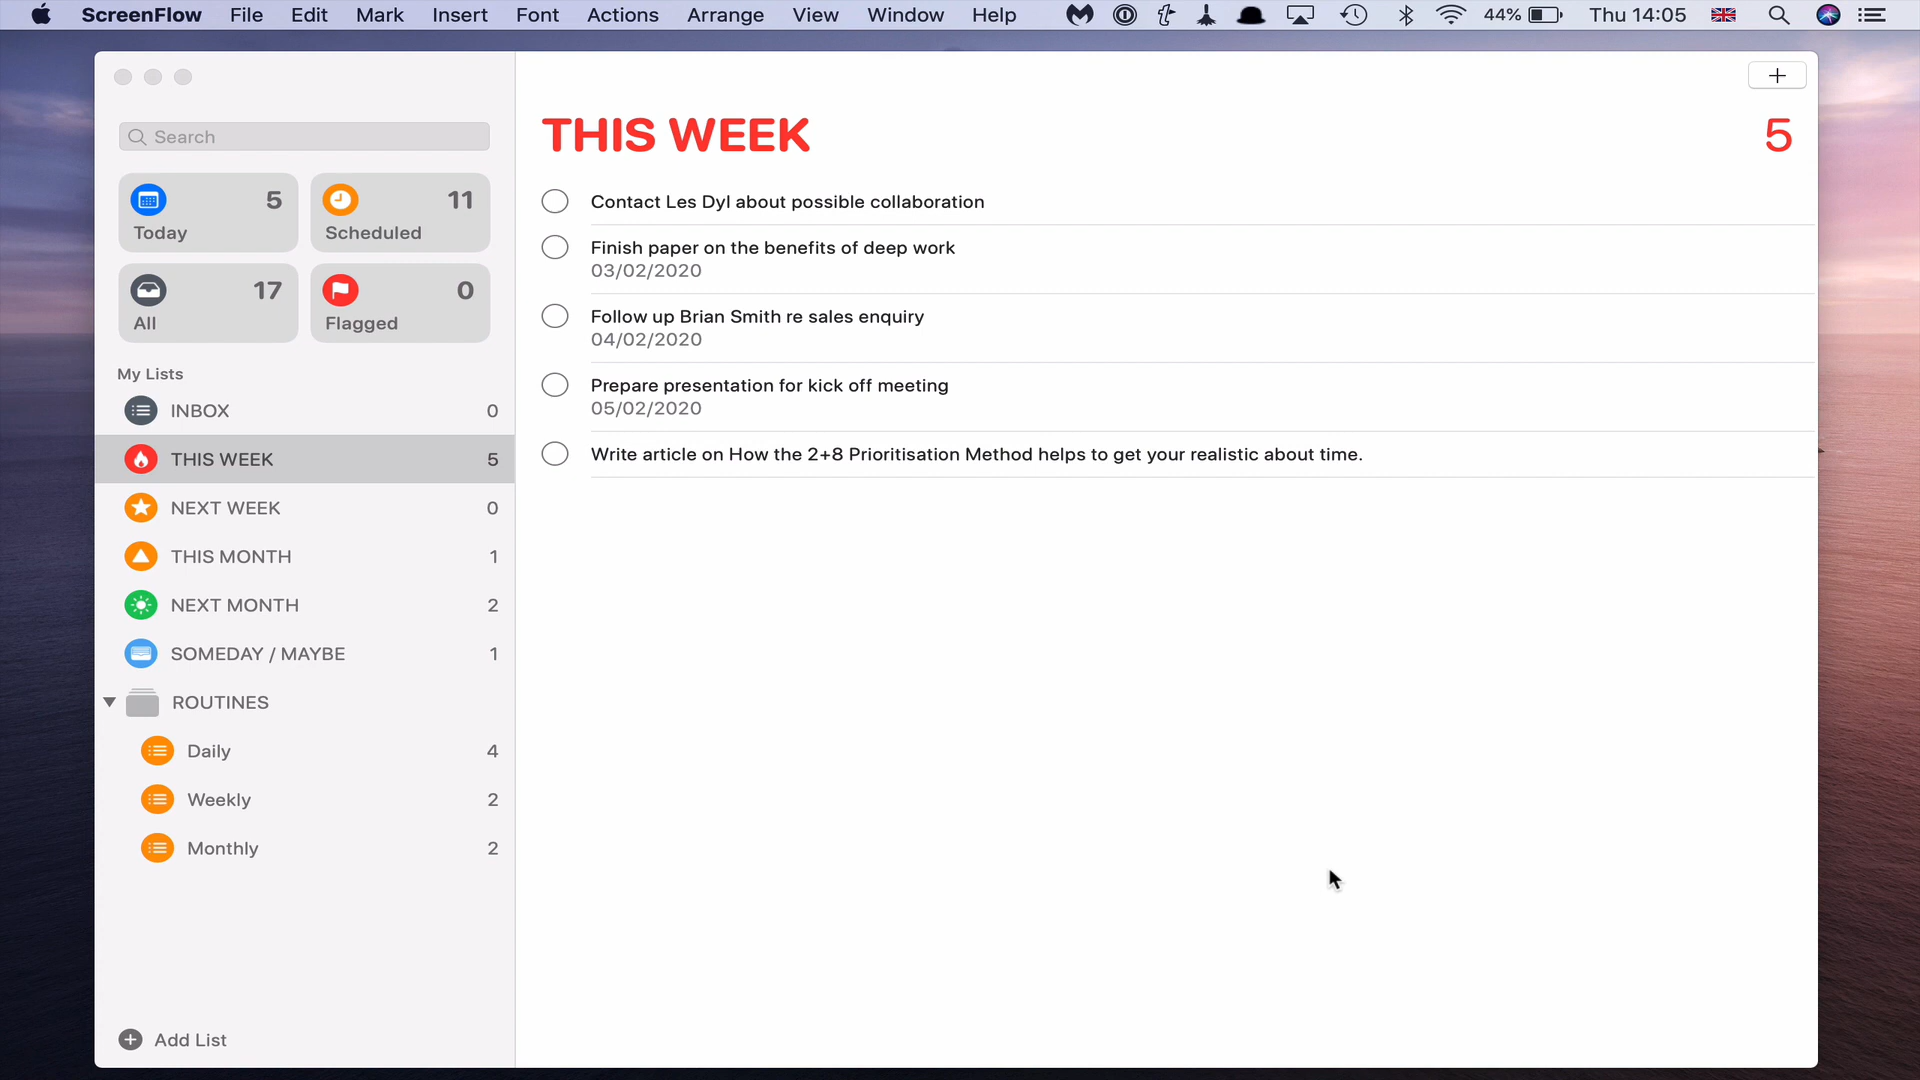 ScreenFlow File Edit Mark Insert Font Actions Arrange View Window Help 44% Thu 14:05
Search
Today 5
Scheduled 11
All 17
Flagged 0
My Lists
INBOX 0
THIS WEEK 5
NEXT WEEK 0
THIS MONTH 1
NEXT MONTH 2
SOMEDAY / MAYBE 1
ROUTINES
Daily 4
Weekly 2
Monthly 2
Add List
THIS WEEK 5
Contact Les Dyl about possible collaboration
Finish paper on the benefits of deep work
03/02/2020
Follow up Brian Smith re sales enquiry
04/02/2020
Prepare presentation for kick off meeting
05/02/2020
Write article on How the 2+8 Prioritisation Method helps to get your realistic about time.